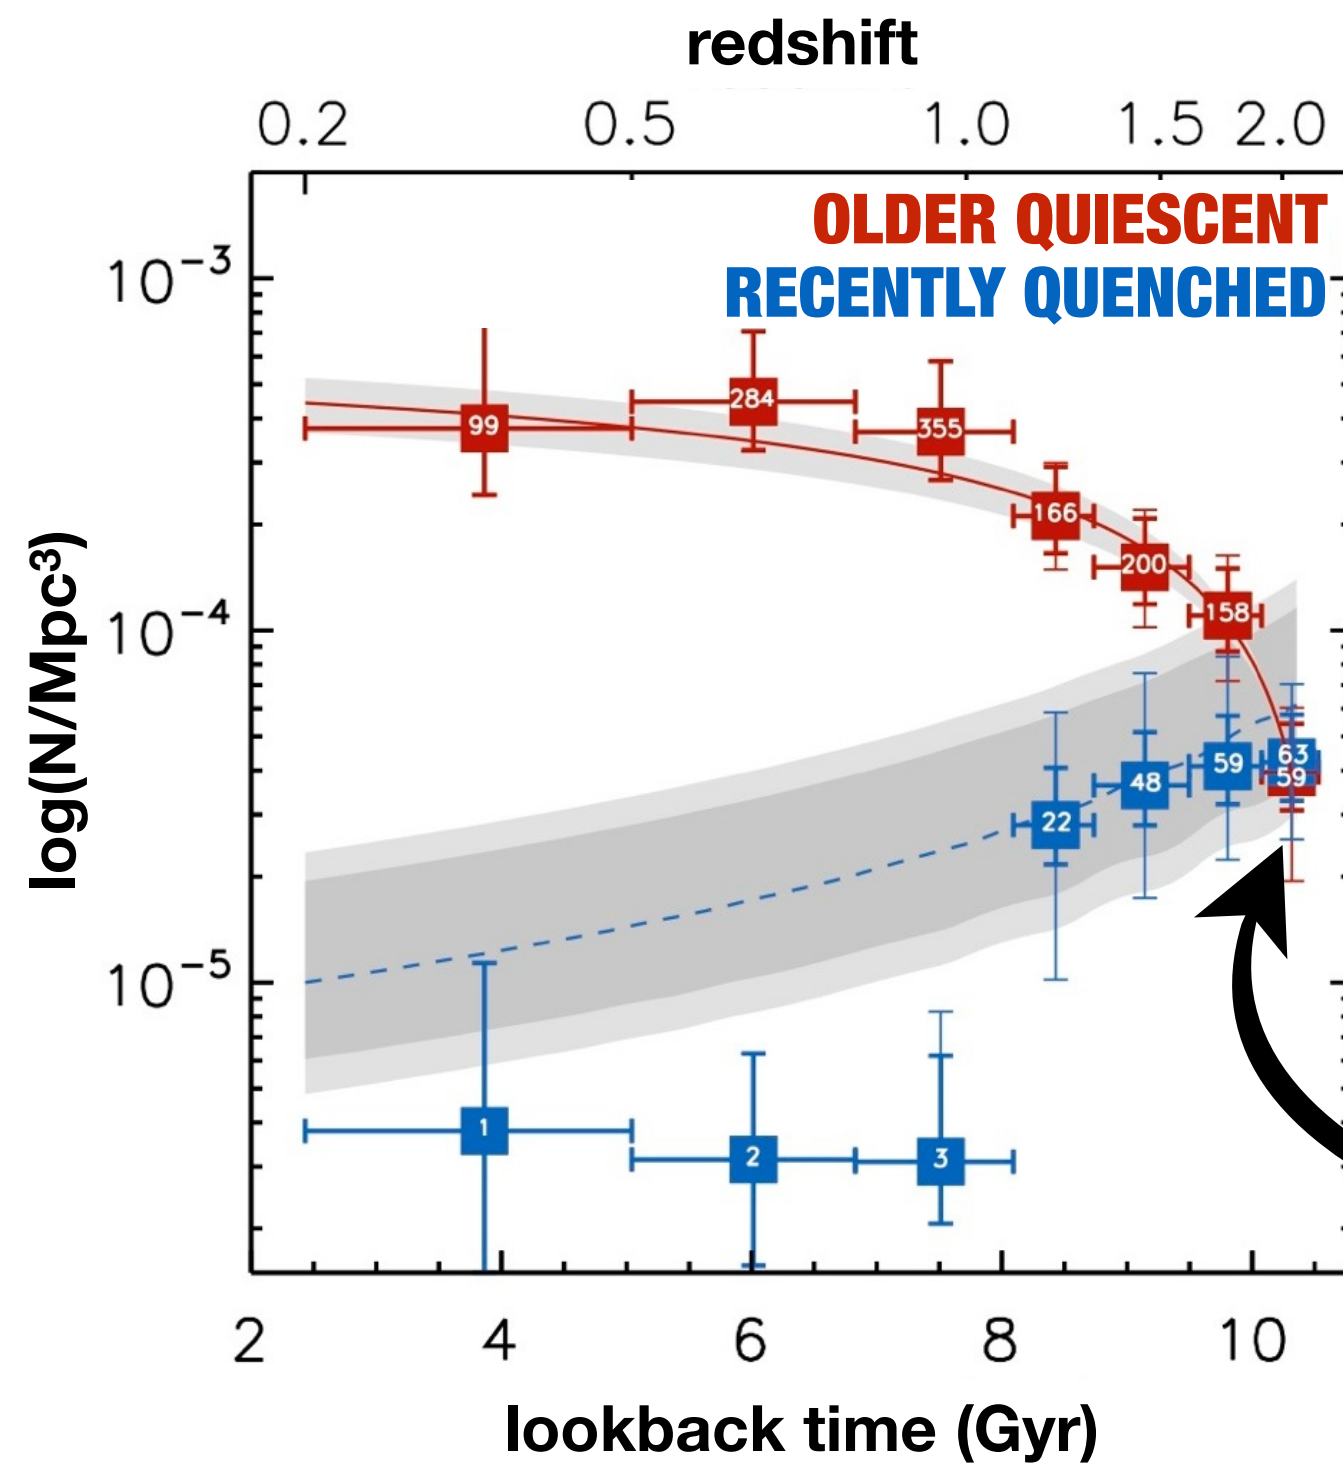 redshift
0.2 0.5 1.0 1.5 2.0
OLDER QUIESCENT
RECENTLY QUENCHED
10⁻³
10⁻⁴
10⁻⁵
log(N/Mpc³)
99 284 355 166 200 158 59
1 2 3 22 48 59 63
2 4 6 8 10
lookback time (Gyr)